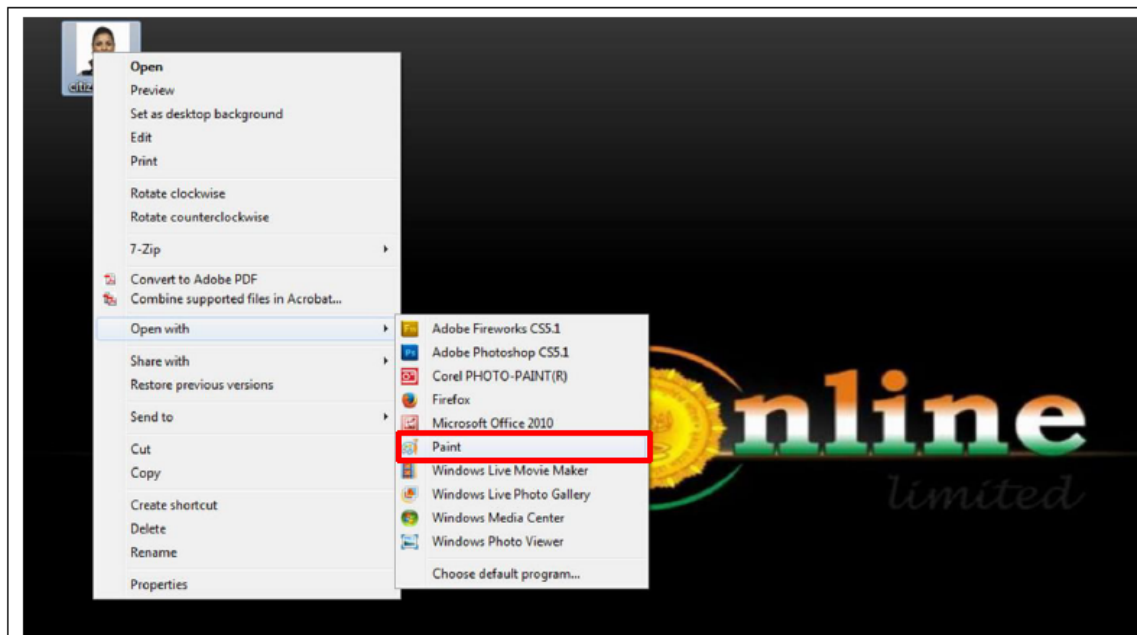 citiz
Open
Preview
Set as desktop background
Edit
Print
Rotate clockwise
Rotate counterclockwise
7-Zip
Convert to Adobe PDF
Combine supported files in Acrobat...
Open with
Share with
Restore previous versions
Send to
Cut
Copy
Create shortcut
Delete
Rename
Properties
Adobe Fireworks CS5.1
Adobe Photoshop CS5.1
Corel PHOTO-PAINT(R)
Firefox
Microsoft Office 2010
Paint
Windows Live Movie Maker
Windows Live Photo Gallery
Windows Media Center
Windows Photo Viewer
Choose default program...
nline
limited